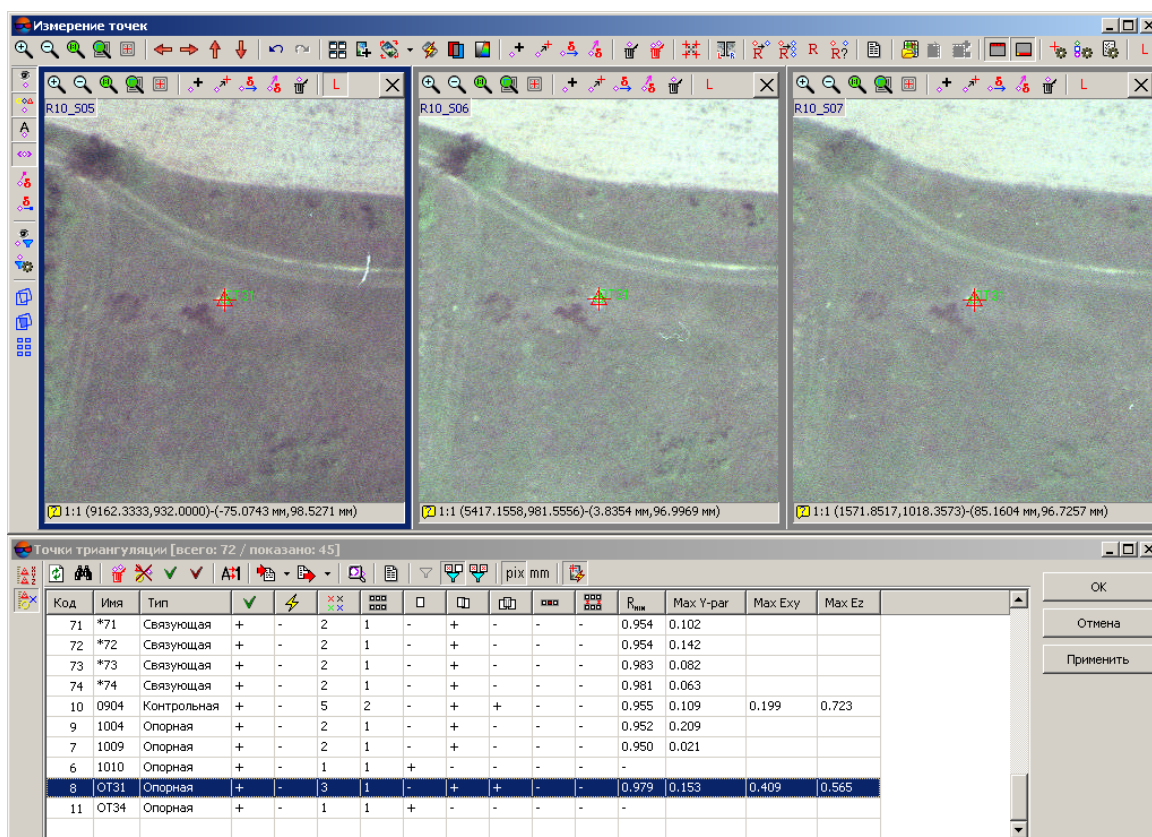 Измерение точек
L
R10_S05
R10_S06
R10_S07
L
L
L
OT31
OT31
1:1 (9162.3333,932.0000)-(-75.0743 мм,98.5271 мм)
1:1 (5417.1558,981.5556)-(3.8354 мм,96.9969 мм)
1:1 (1571.8517,1018.3573)-(85.1604 мм,96.7257 мм)
Точки триангуляции [всего: 72 / показано: 45]
pix mm
Код Имя Тип Rмин Max Y-par Max Exy Max Ez
71 *71 Связующая + - 2 1 - + - - - 0.954 0.102
72 *72 Связующая + - 2 1 - + - - - 0.954 0.142
73 *73 Связующая + - 2 1 - + - - - 0.983 0.082
74 *74 Связующая + - 2 1 - + - - - 0.981 0.063
10 0904 Контрольная + - 5 2 - + + - - 0.955 0.109 0.199 0.723
9 1004 Опорная + - 2 1 - + - - - 0.952 0.209
7 1009 Опорная + - 2 1 - + - - - 0.950 0.021
6 1010 Опорная + - 1 1 + - - - - -
8 OT31 Опорная + - 3 1 - + + - - 0.979 0.153 0.409 0.565
11 OT34 Опорная + - 1 1 + - - - - -
OK
Отмена
Применить